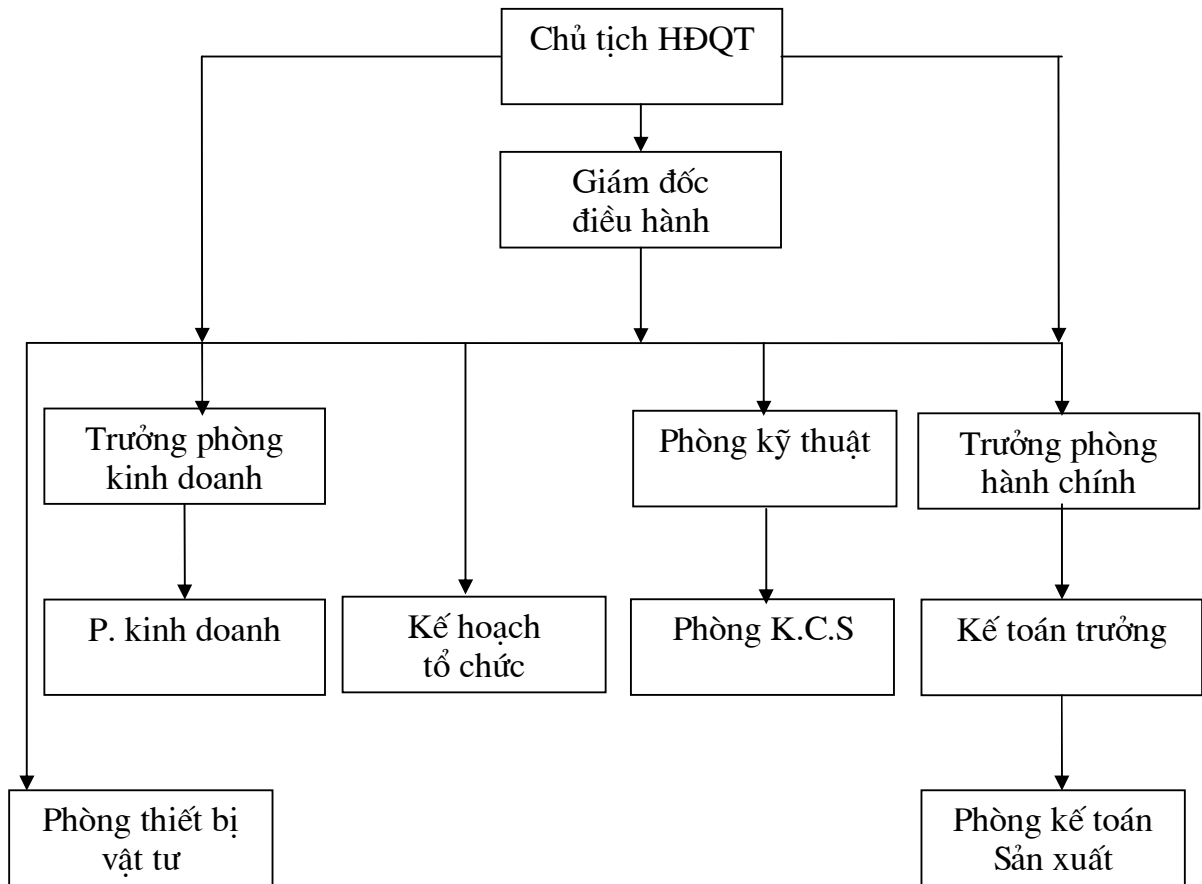 Chủ tịch HĐQT
Giám đốc
điều hành
Trưởng phòng
kinh doanh
Phòng kỹ thuật
Trưởng phòng
hành chính
P. kinh doanh
Kế hoạch
tổ chức
Phòng K.C.S
Kế toán trưởng
Phòng thiết bị
vật tư
Phòng kế toán
Sản xuất